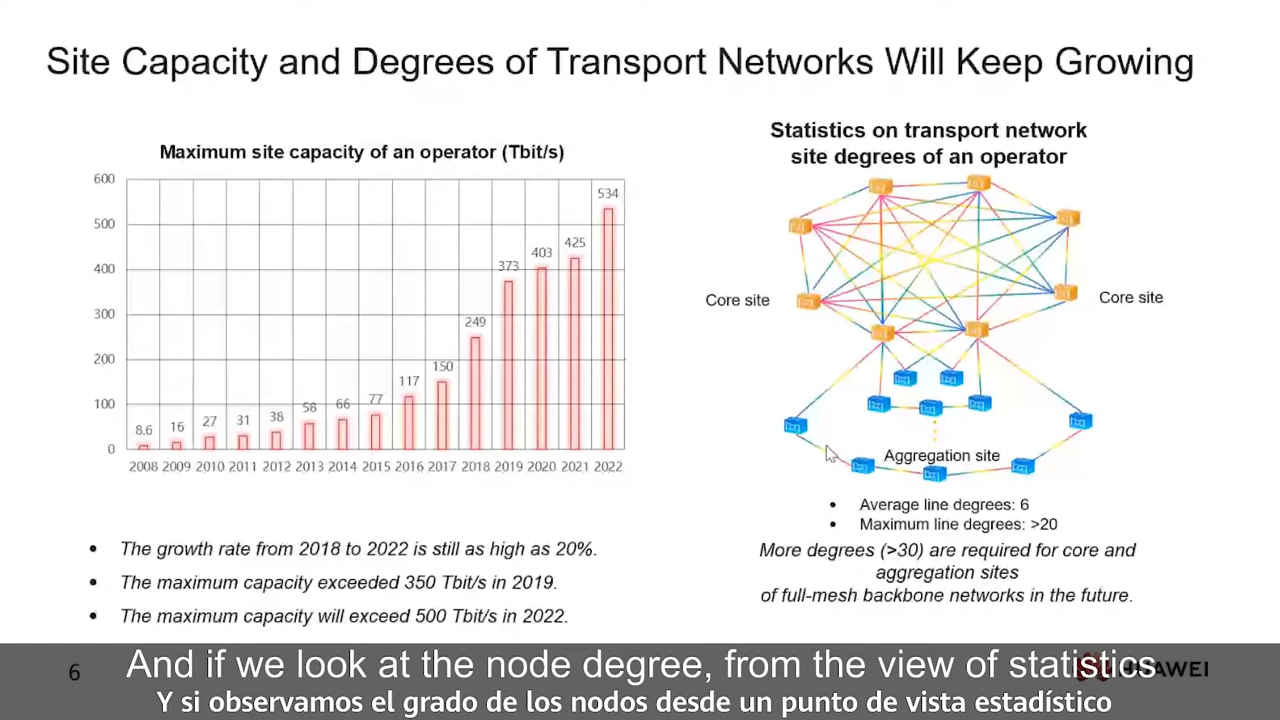 Site Capacity and Degrees of Transport Networks Will Keep Growing
Maximum site capacity of an operator (Tbit/s)
600
500
400
300
200
100
0
8.6
16
27
31
38
58
66
77
117
150
249
373
403
425
534
2008 2009 2010 2011 2012 2013 2014 2015 2016 2017 2018 2019 2020 2021 2022
• The growth rate from 2018 to 2022 is still as high as 20%.
• The maximum capacity exceeded 350 Tbit/s in 2019.
• The maximum capacity will exceed 500 Tbit/s in 2022.
Statistics on transport network
site degrees of an operator
Core site
Core site
Aggregation site
• Average line degrees: 6
• Maximum line degrees: >20
More degrees (>30) are required for core and
aggregation sites
of full-mesh backbone networks in the future.
6
HUAWEI
And if we look at the node degree, from the view of statistics
Y si observamos el grado de los nodos desde un punto de vista estadístico